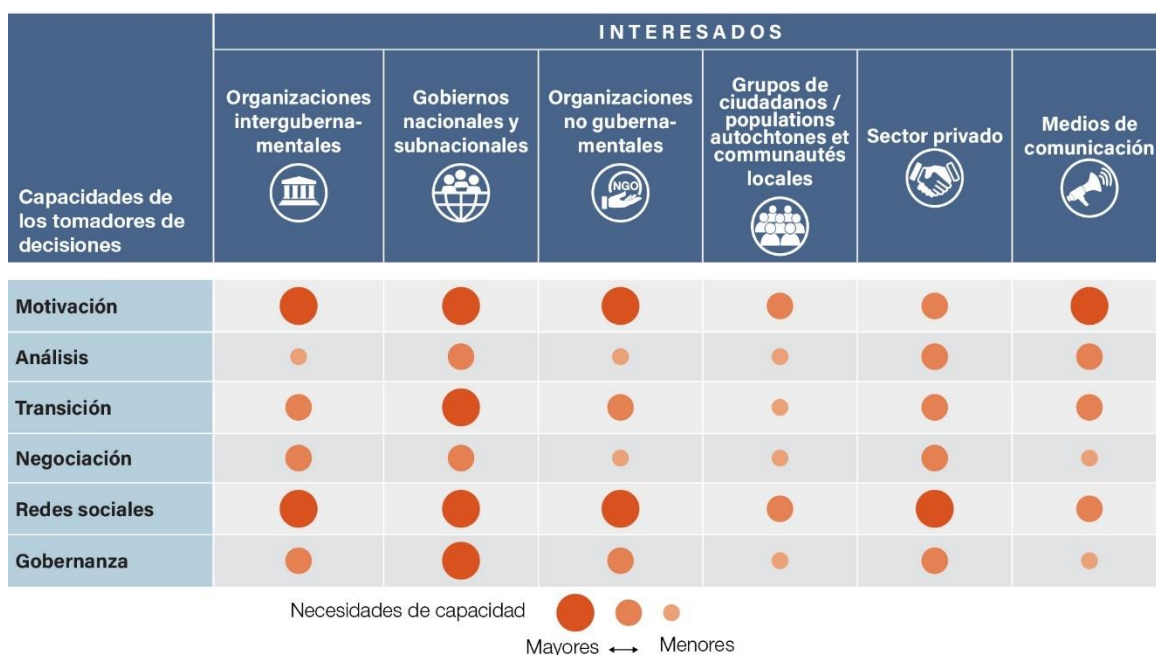 INTERESADOS
Capacidades de
los tomadores de
decisiones
Organizaciones
interguberna-
mentales
Gobiernos
nacionales y
subnacionales
Organizaciones
no guberna-
mentales
NGO
Grupos de
ciudadanos /
populations
autochtones et
communautés
locales
Sector privado
Medios de
comunicación
Motivación
Análisis
Transición
Negociación
Redes sociales
Gobernanza
Necesidades de capacidad
Mayores ↔ Menores